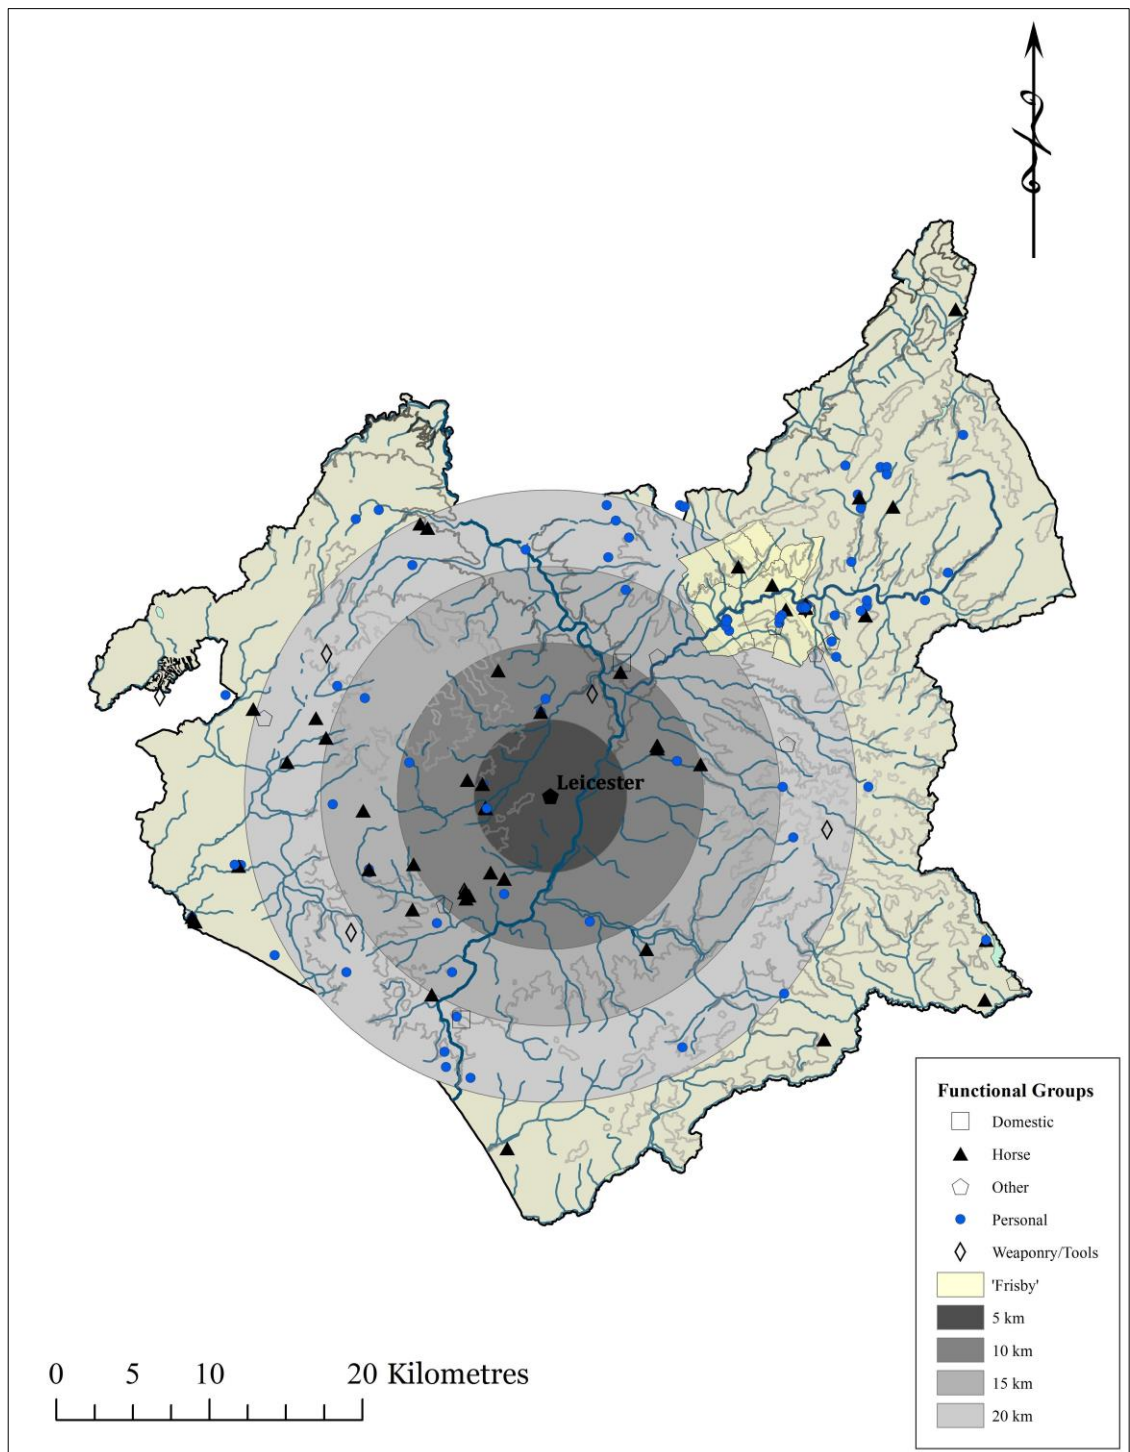 Leicester
Functional Groups
Domestic
Horse
Other
Personal
Weaponry/Tools
'Frisby'
5 km
10 km
15 km
20 km
0 5 10 20 Kilometres